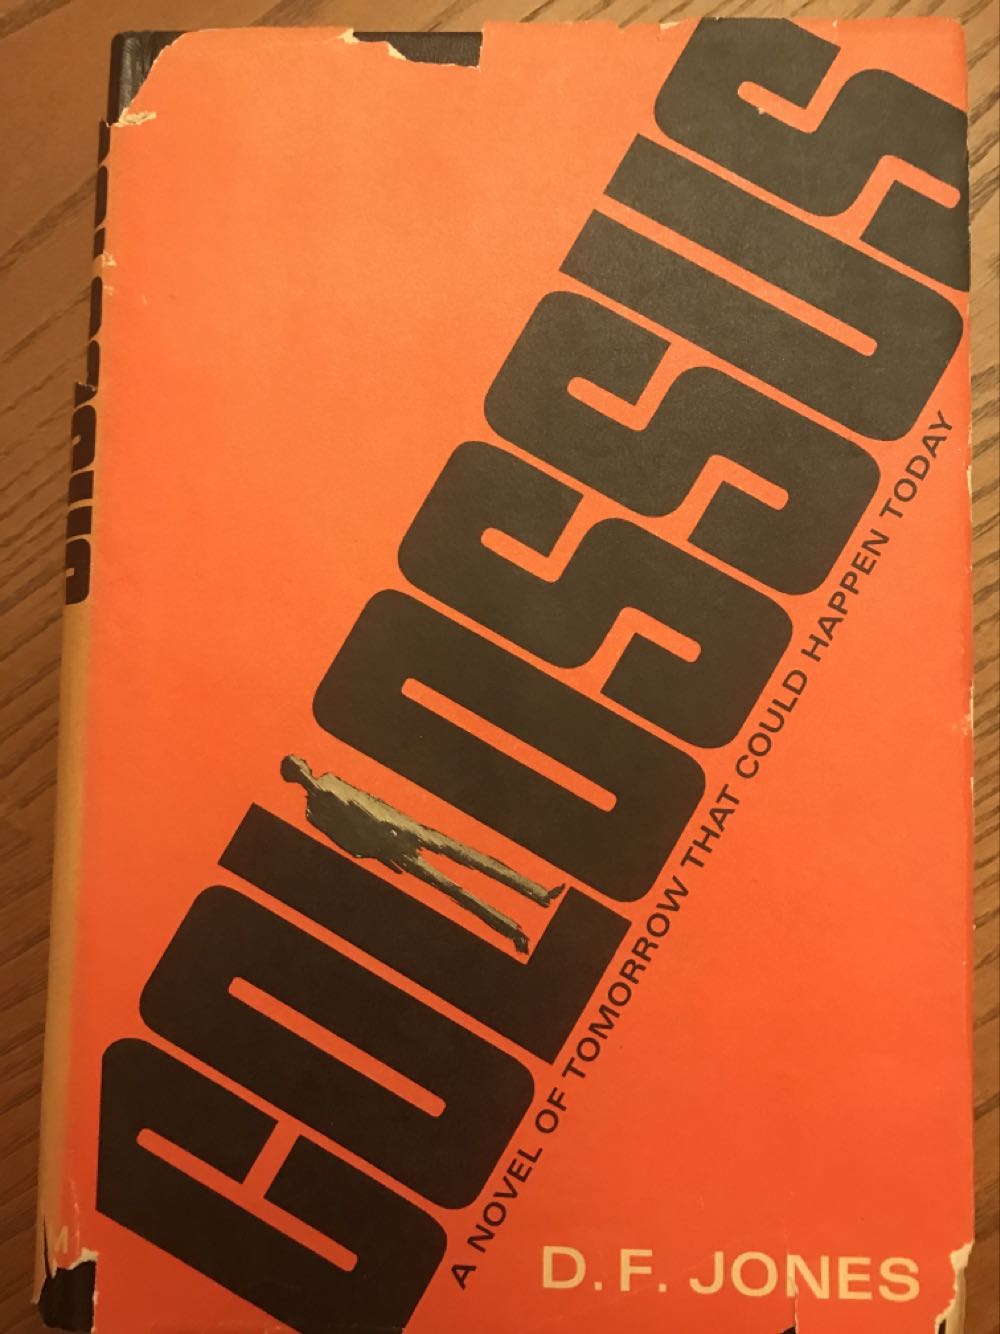 COLOSSUS
A NOVEL OF TOMORROW THAT COULD HAPPEN TODAY
D. F. JONES
M